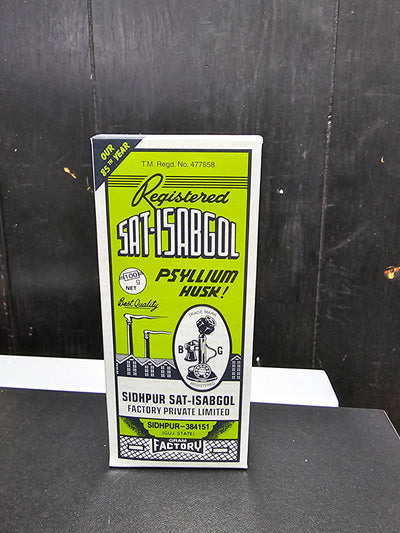 OUR
85TH YEAR
T.M. Regd. No. 477558
Registered
SAT-ISABGOL
PSYLLIUM
HUSK!
100
g
NET
Best Quality
TRADE MARK
B G
REGISTERED
SIDHPUR SAT-ISABGOL
FACTORY PRIVATE LIMITED
SIDHPUR-384151
(GUJ. STATE)
GRAM
FACTORY